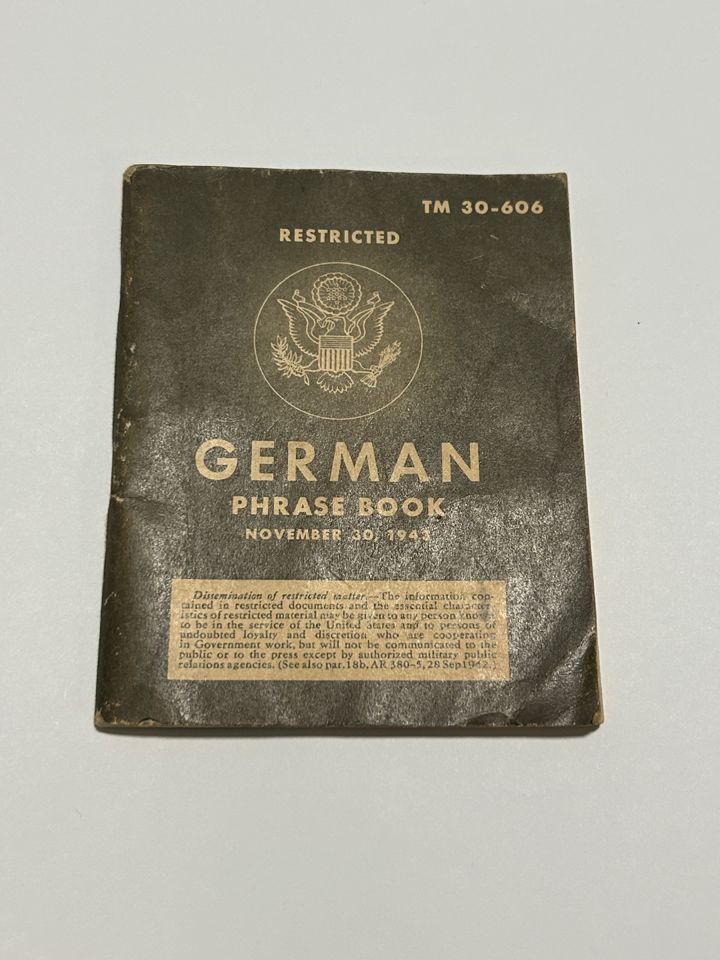 TM 30-606
RESTRICTED
GERMAN
PHRASE BOOK
NOVEMBER 30, 1943
Dissemination of restricted matter.—The information con-
tained in restricted documents and the essential character-
istics of restricted material may be given to any person known
to be in the service of the United States and to persons of
undoubted loyalty and discretion who are cooperating
in Government work, but will not be communicated to the
public or to the press except by authorized military public
relations agencies. (See also par. 18b, AR 380-5, 28 Sep 1942.)